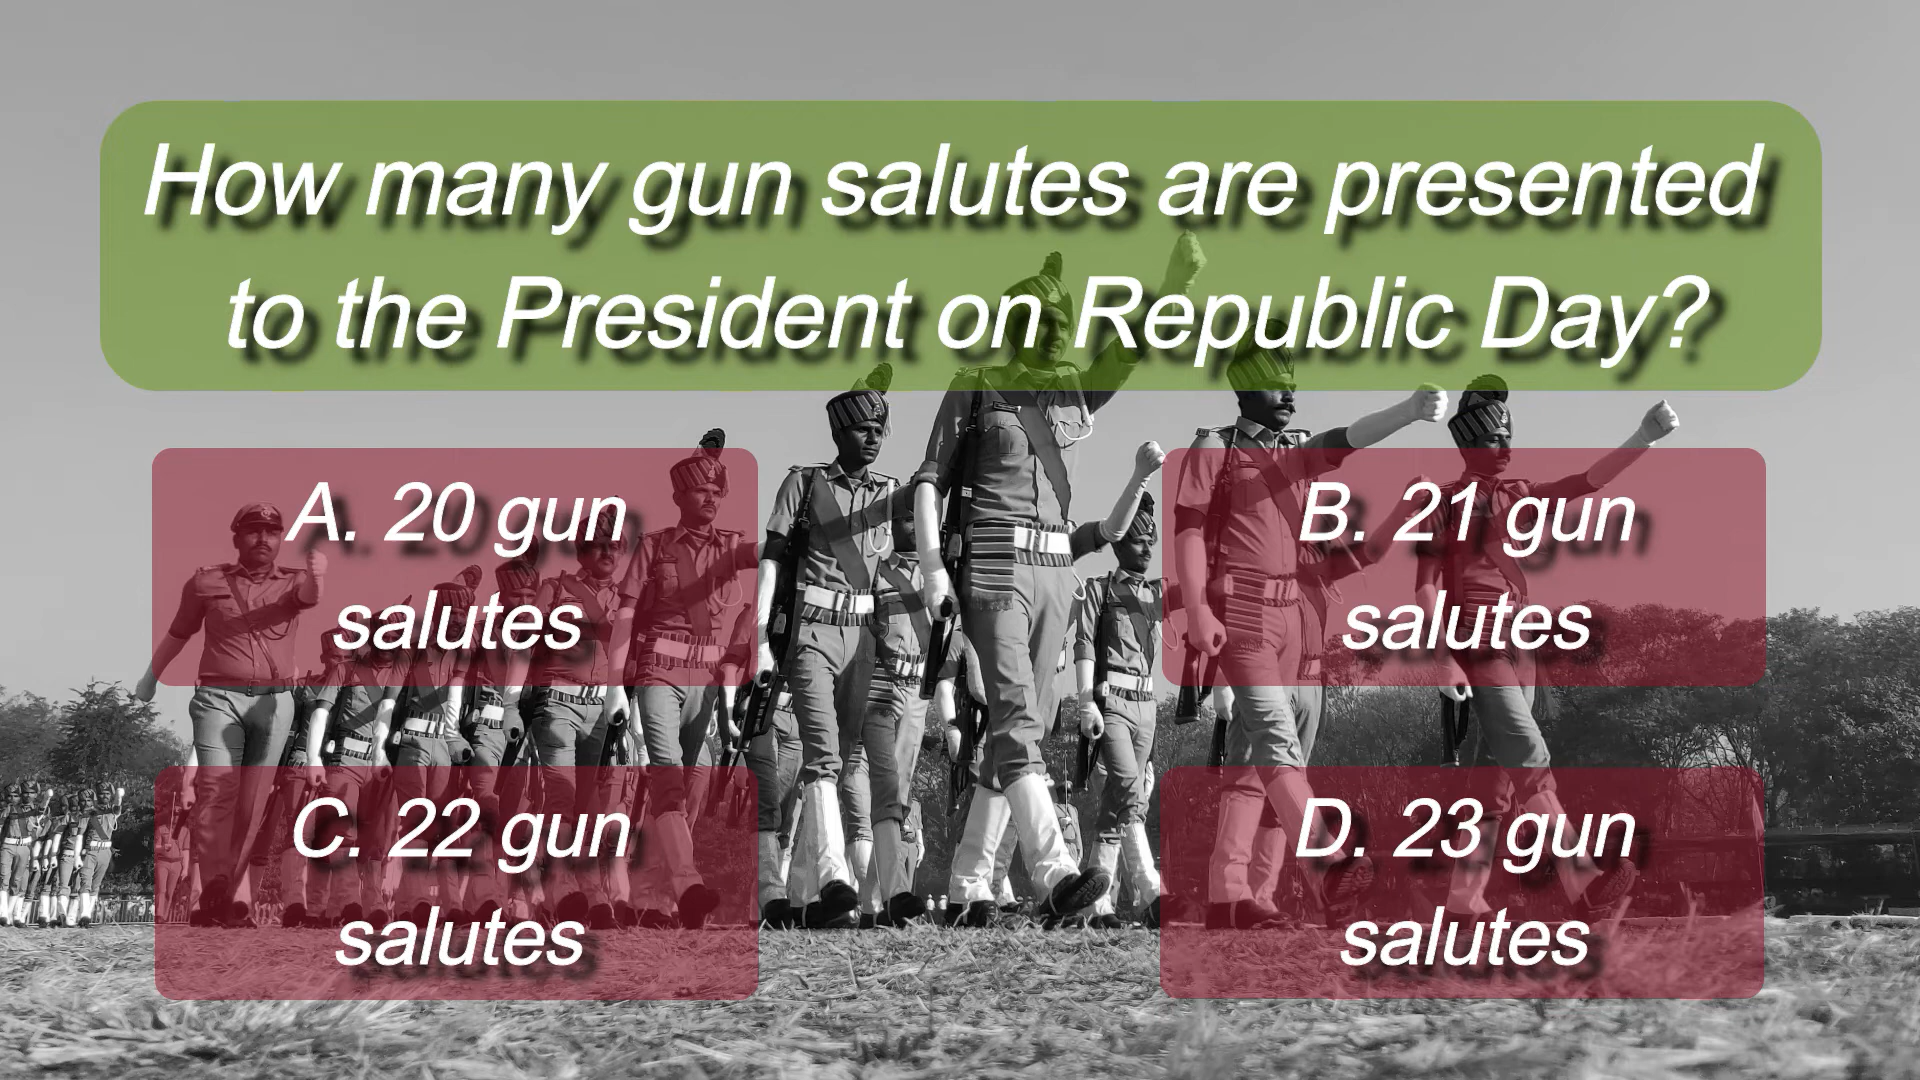 How many gun salutes are presented
to the President on Republic Day?
A. 20 gun
salutes
B. 21 gun
salutes
C. 22 gun
salutes
D. 23 gun
salutes